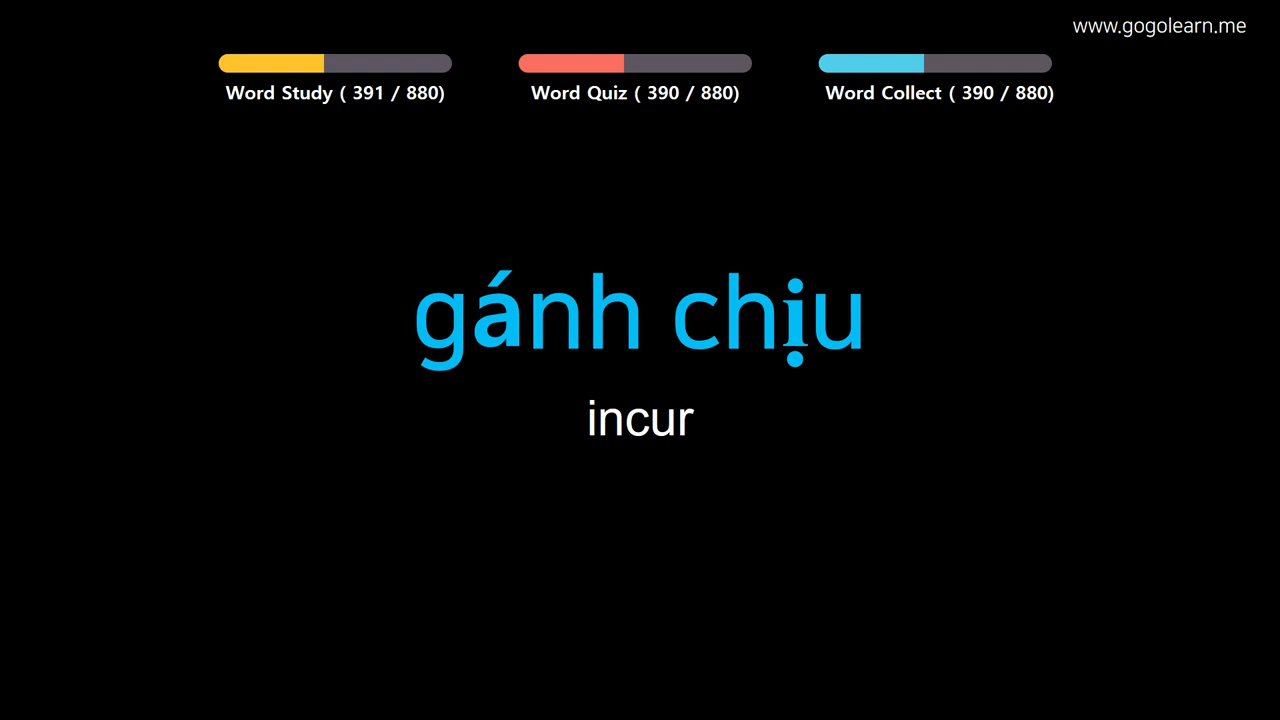 www.gogolearn.me
Word Study ( 391 / 880)
Word Quiz ( 390 / 880)
Word Collect ( 390 / 880)
gánh chịu
incur